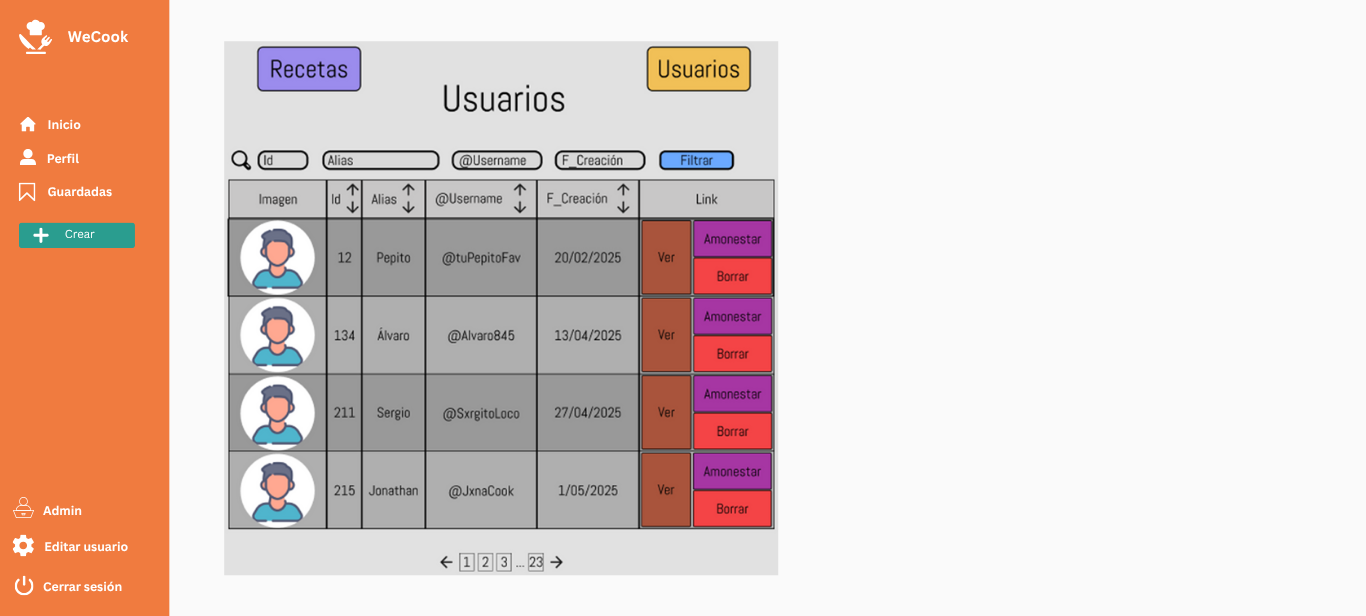 WeCook
Inicio
Perfil
Guardadas
Crear
Admin
Editar usuario
Cerrar sesión
Recetas
Usuarios
Usuarios
Id Alias @Username F_Creación Filtrar
Imagen Id Alias @Username F_Creación Link
12 Pepito @tuPepitoFav 20/02/2025 Ver Amonestar
Borrar
134 Álvaro @Alvaro845 13/04/2025 Ver Amonestar
Borrar
211 Sergio @SxrgitoLoco 27/04/2025 Ver Amonestar
Borrar
215 Jonathan @JxnaCook 1/05/2025 Ver Amonestar
Borrar
1 2 3 ... 23